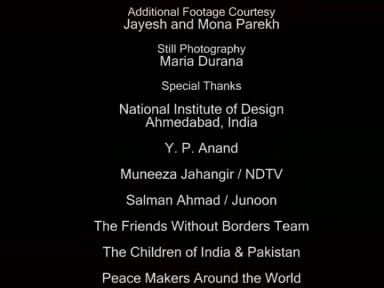 Additional Footage Courtesy
Jayesh and Mona Parekh
Still Photography
Maria Durana
Special Thanks
National Institute of Design
Ahmedabad, India
Y. P. Anand
Muneeza Jahangir / NDTV
Salman Ahmad / Junoon
The Friends Without Borders Team
The Children of India & Pakistan
Peace Makers Around the World